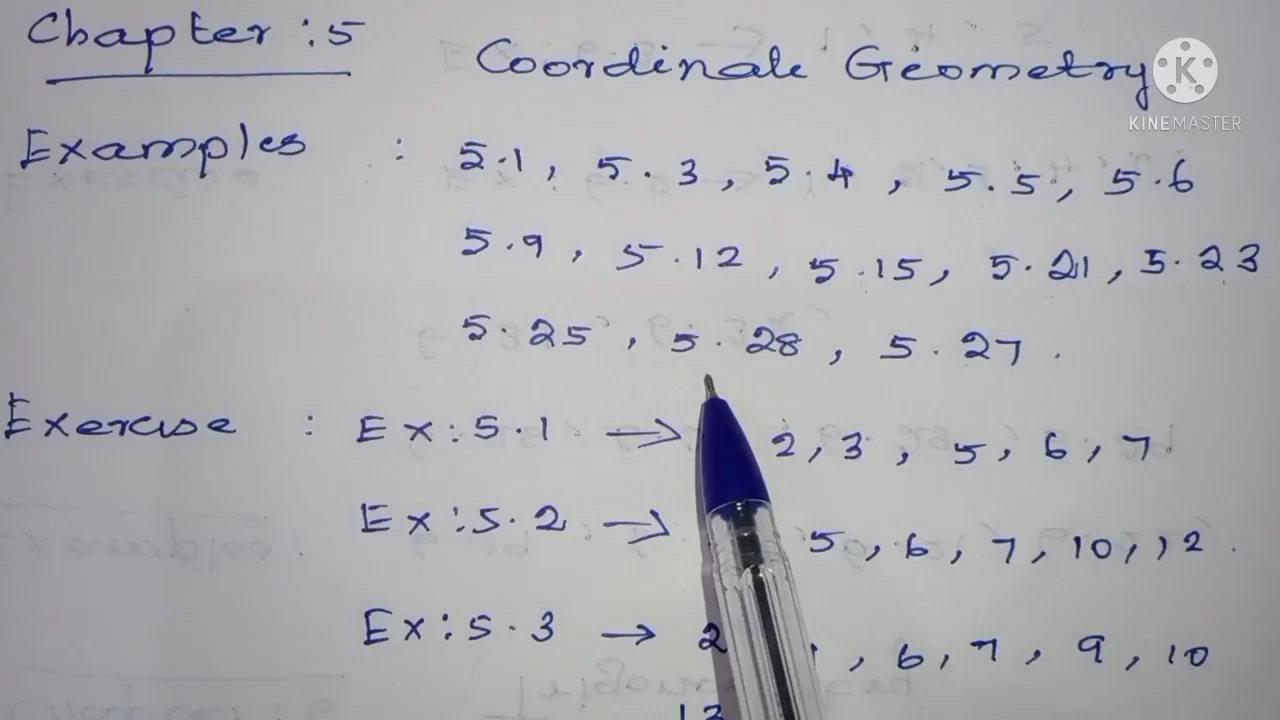 Chapter : 5
Coordinate Geometry
KINEMASTER
Examples : 5.1, 5.3, 5.4, 5.5, 5.6
5.9, 5.12, 5.15, 5.21, 5.23
5.25, 5.28, 5.27.
Exercise : Ex: 5.1 → 2, 3, 5, 6, 7
Ex: 5.2 → 5, 6, 7, 10, 12.
Ex: 5.3 → 2 , 6, 7, 9, 10